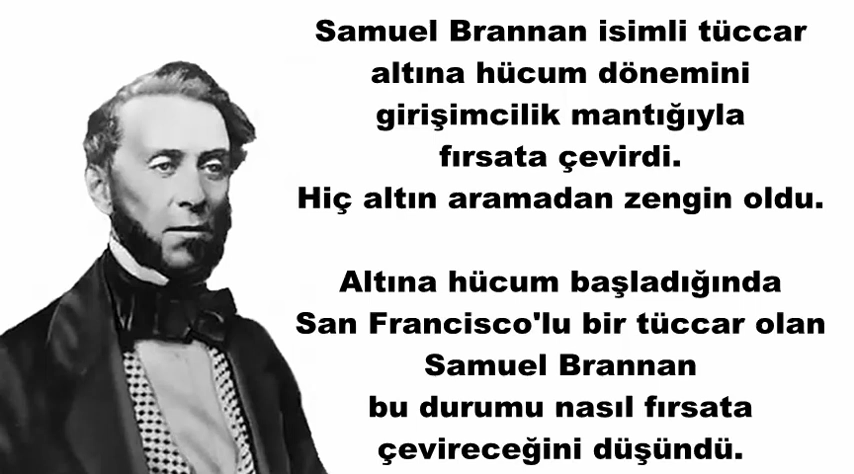 Samuel Brannan isimli tüccar
altına hücum dönemini
girişimcilik mantığıyla
fırsata çevirdi.
Hiç altın aramadan zengin oldu.
Altına hücum başladığında
San Francisco'lu bir tüccar olan
Samuel Brannan
bu durumu nasıl fırsata
çevireceğini düşündü.